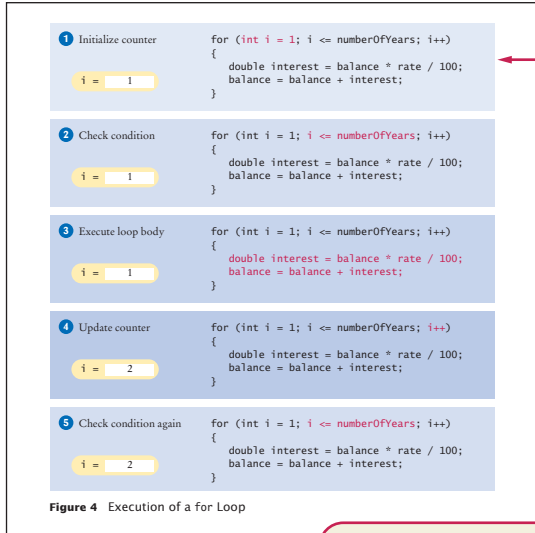 1 Initialize counter
for (int i = 1; i <= numberOfYears; i++)
{
double interest = balance * rate / 100;
balance = balance + interest;
}
i = 1
2 Check condition
for (int i = 1; i <= numberOfYears; i++)
{
double interest = balance * rate / 100;
balance = balance + interest;
}
i = 1
3 Execute loop body
for (int i = 1; i <= numberOfYears; i++)
{
double interest = balance * rate / 100;
balance = balance + interest;
}
i = 1
4 Update counter
for (int i = 1; i <= numberOfYears; i++)
{
double interest = balance * rate / 100;
balance = balance + interest;
}
i = 2
5 Check condition again
for (int i = 1; i <= numberOfYears; i++)
{
double interest = balance * rate / 100;
balance = balance + interest;
}
i = 2
Figure 4 Execution of a for Loop